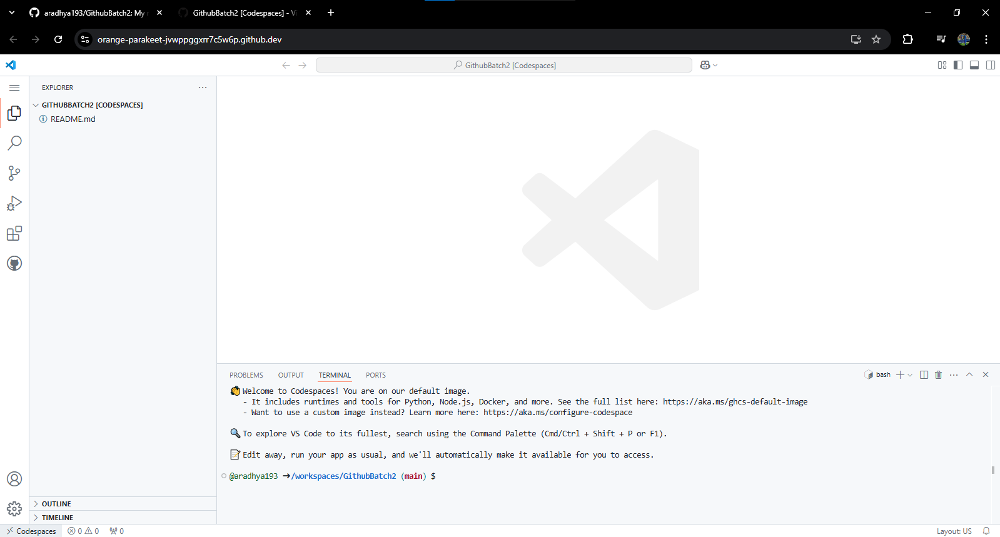 aradhya193/GithubBatch2: My
GithubBatch2 [Codespaces] - Vi
orange-parakeet-jvwppggxrr7c5w6p.github.dev
GithubBatch2 [Codespaces]
EXPLORER
GITHUBBATCH2 [CODESPACES]
README.md
OUTLINE
TIMELINE
PROBLEMS OUTPUT TERMINAL PORTS
bash
👋 Welcome to Codespaces! You are on our default image.
- It includes runtimes and tools for Python, Node.js, Docker, and more. See the full list here: https://aka.ms/ghcs-default-image
- Want to use a custom image instead? Learn more here: https://aka.ms/configure-codespace
🔍 To explore VS Code to its fullest, search using the Command Palette (Cmd/Ctrl + Shift + P or F1).
📝 Edit away, run your app as usual, and we'll automatically make it available for you to access.
@aradhya193 ➜/workspaces/GithubBatch2 (main) $
Codespaces 0 0 0
Layout: US